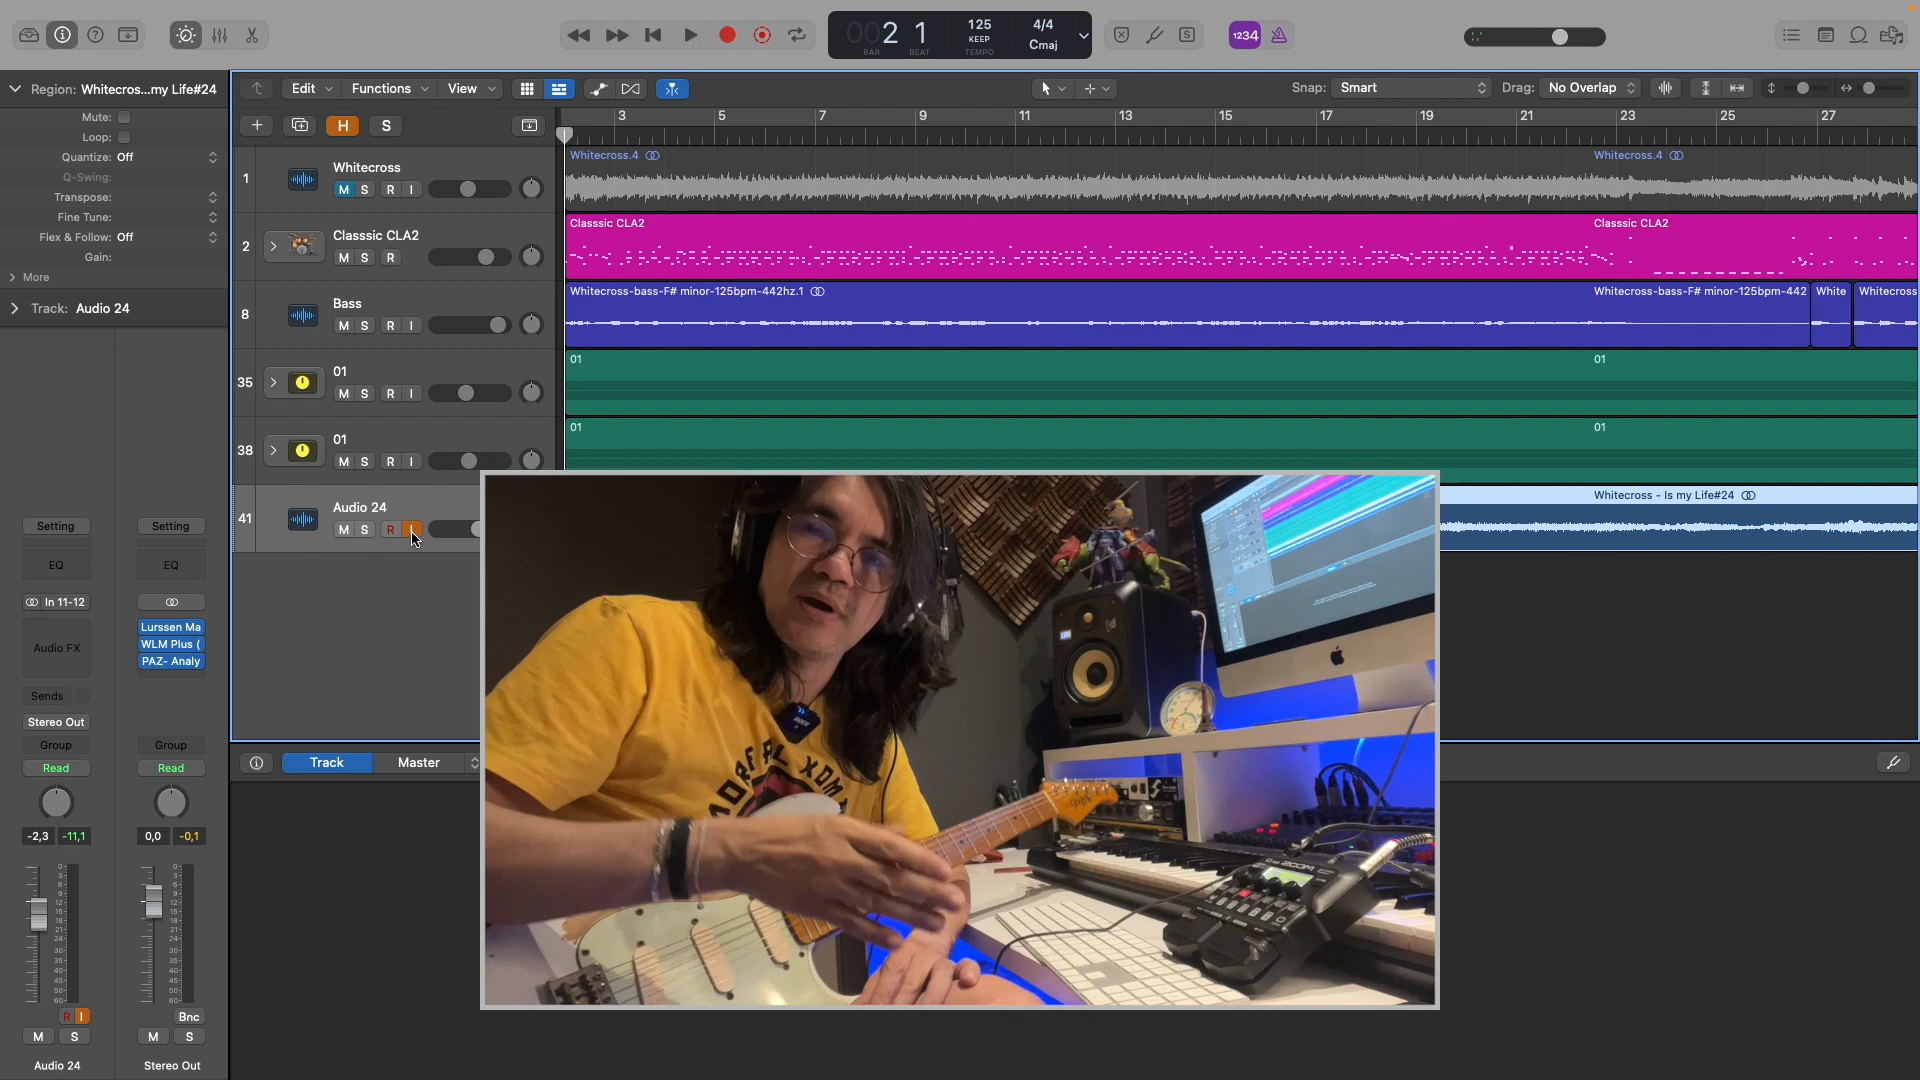 2 1
BAR BEAT
125
KEEP
TEMPO
4/4
Cmaj
S
1234
Region: Whitecros...my Life#24
Mute:
Loop:
Quantize: Off
Q-Swing:
Transpose:
Fine Tune:
Flex & Follow: Off
Gain:
More
Track: Audio 24
Edit Functions View
Snap: Smart
Drag: No Overlap
H S
3 5 7 9 11 13 15 17 19 21 23 25 27
1 Whitecross
M S R I
Whitecross.4 Whitecross.4
2 Classsic CLA2
M S R
Classsic CLA2 Classsic CLA2
8 Bass
M S R I
Whitecross-bass-F# minor-125bpm-442hz.1 Whitecross-bass-F# minor-125bpm-442 White Whitecross
35 01
M S R I
01 01
38 01
M S R I
01 01
41 Audio 24
M S R I
Whitecross - Is my Life#24
Setting Setting
EQ EQ
In 11-12
Lurssen Ma
WLM Plus (
PAZ- Analy
Audio FX
Sends
Stereo Out
Group Group
Read Read
-2,3 -11,1 0,0 -0,1
R I Bnc
M S M S
Audio 24 Stereo Out
Track Master
ZOOM